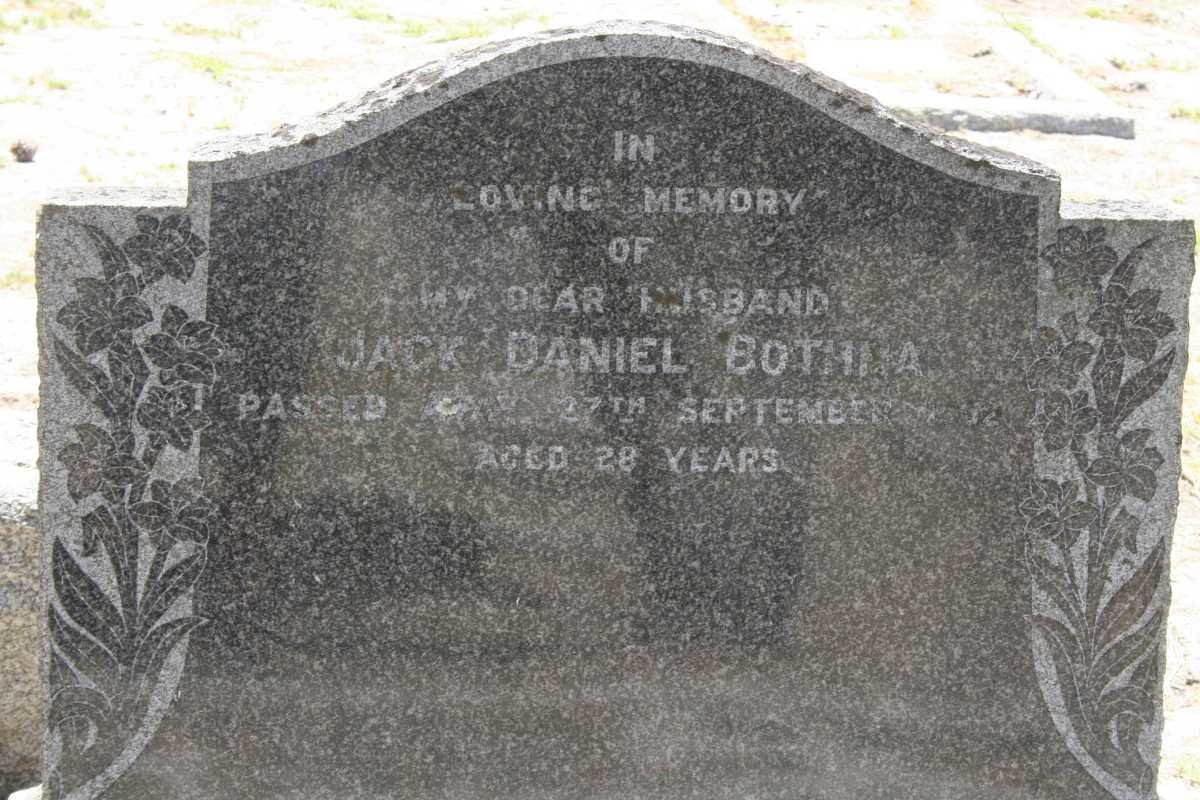 IN
LOVING MEMORY
OF
MY DEAR HUSBAND
JACK DANIEL BOTHMA
PASSED AWAY 27TH SEPTEMBER
AGED 28 YEARS